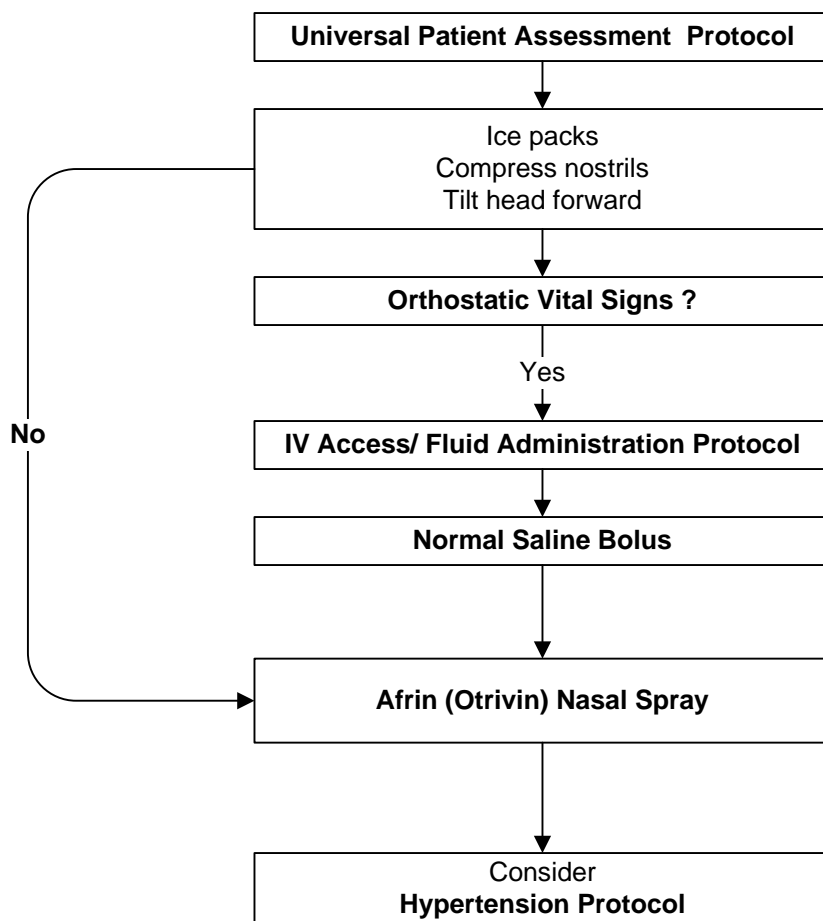 Universal Patient Assessment Protocol
Ice packs
Compress nostrils
Tilt head forward
Orthostatic Vital Signs ?
Yes
No
IV Access/ Fluid Administration Protocol
Normal Saline Bolus
Afrin (Otrivin) Nasal Spray
Consider
Hypertension Protocol